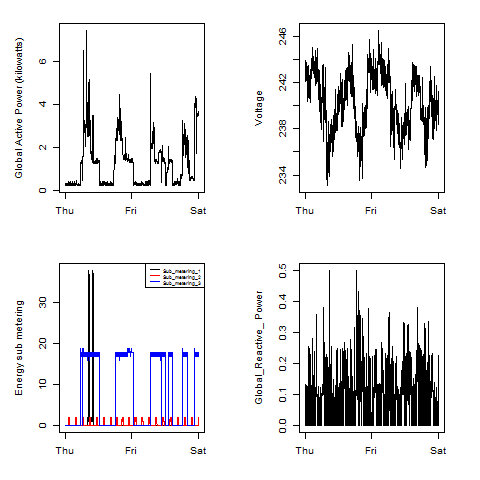 Global Active Power (kilowatts)
0
2
4
6
Thu
Fri
Sat
Voltage
234
238
242
246
Thu
Fri
Sat
Energy sub metering
0
10
20
30
Sub_metering_1
Sub_metering_2
Sub_metering_3
Thu
Fri
Sat
Global_Reactive_ Power
0.0
0.1
0.2
0.3
0.4
0.5
Thu
Fri
Sat